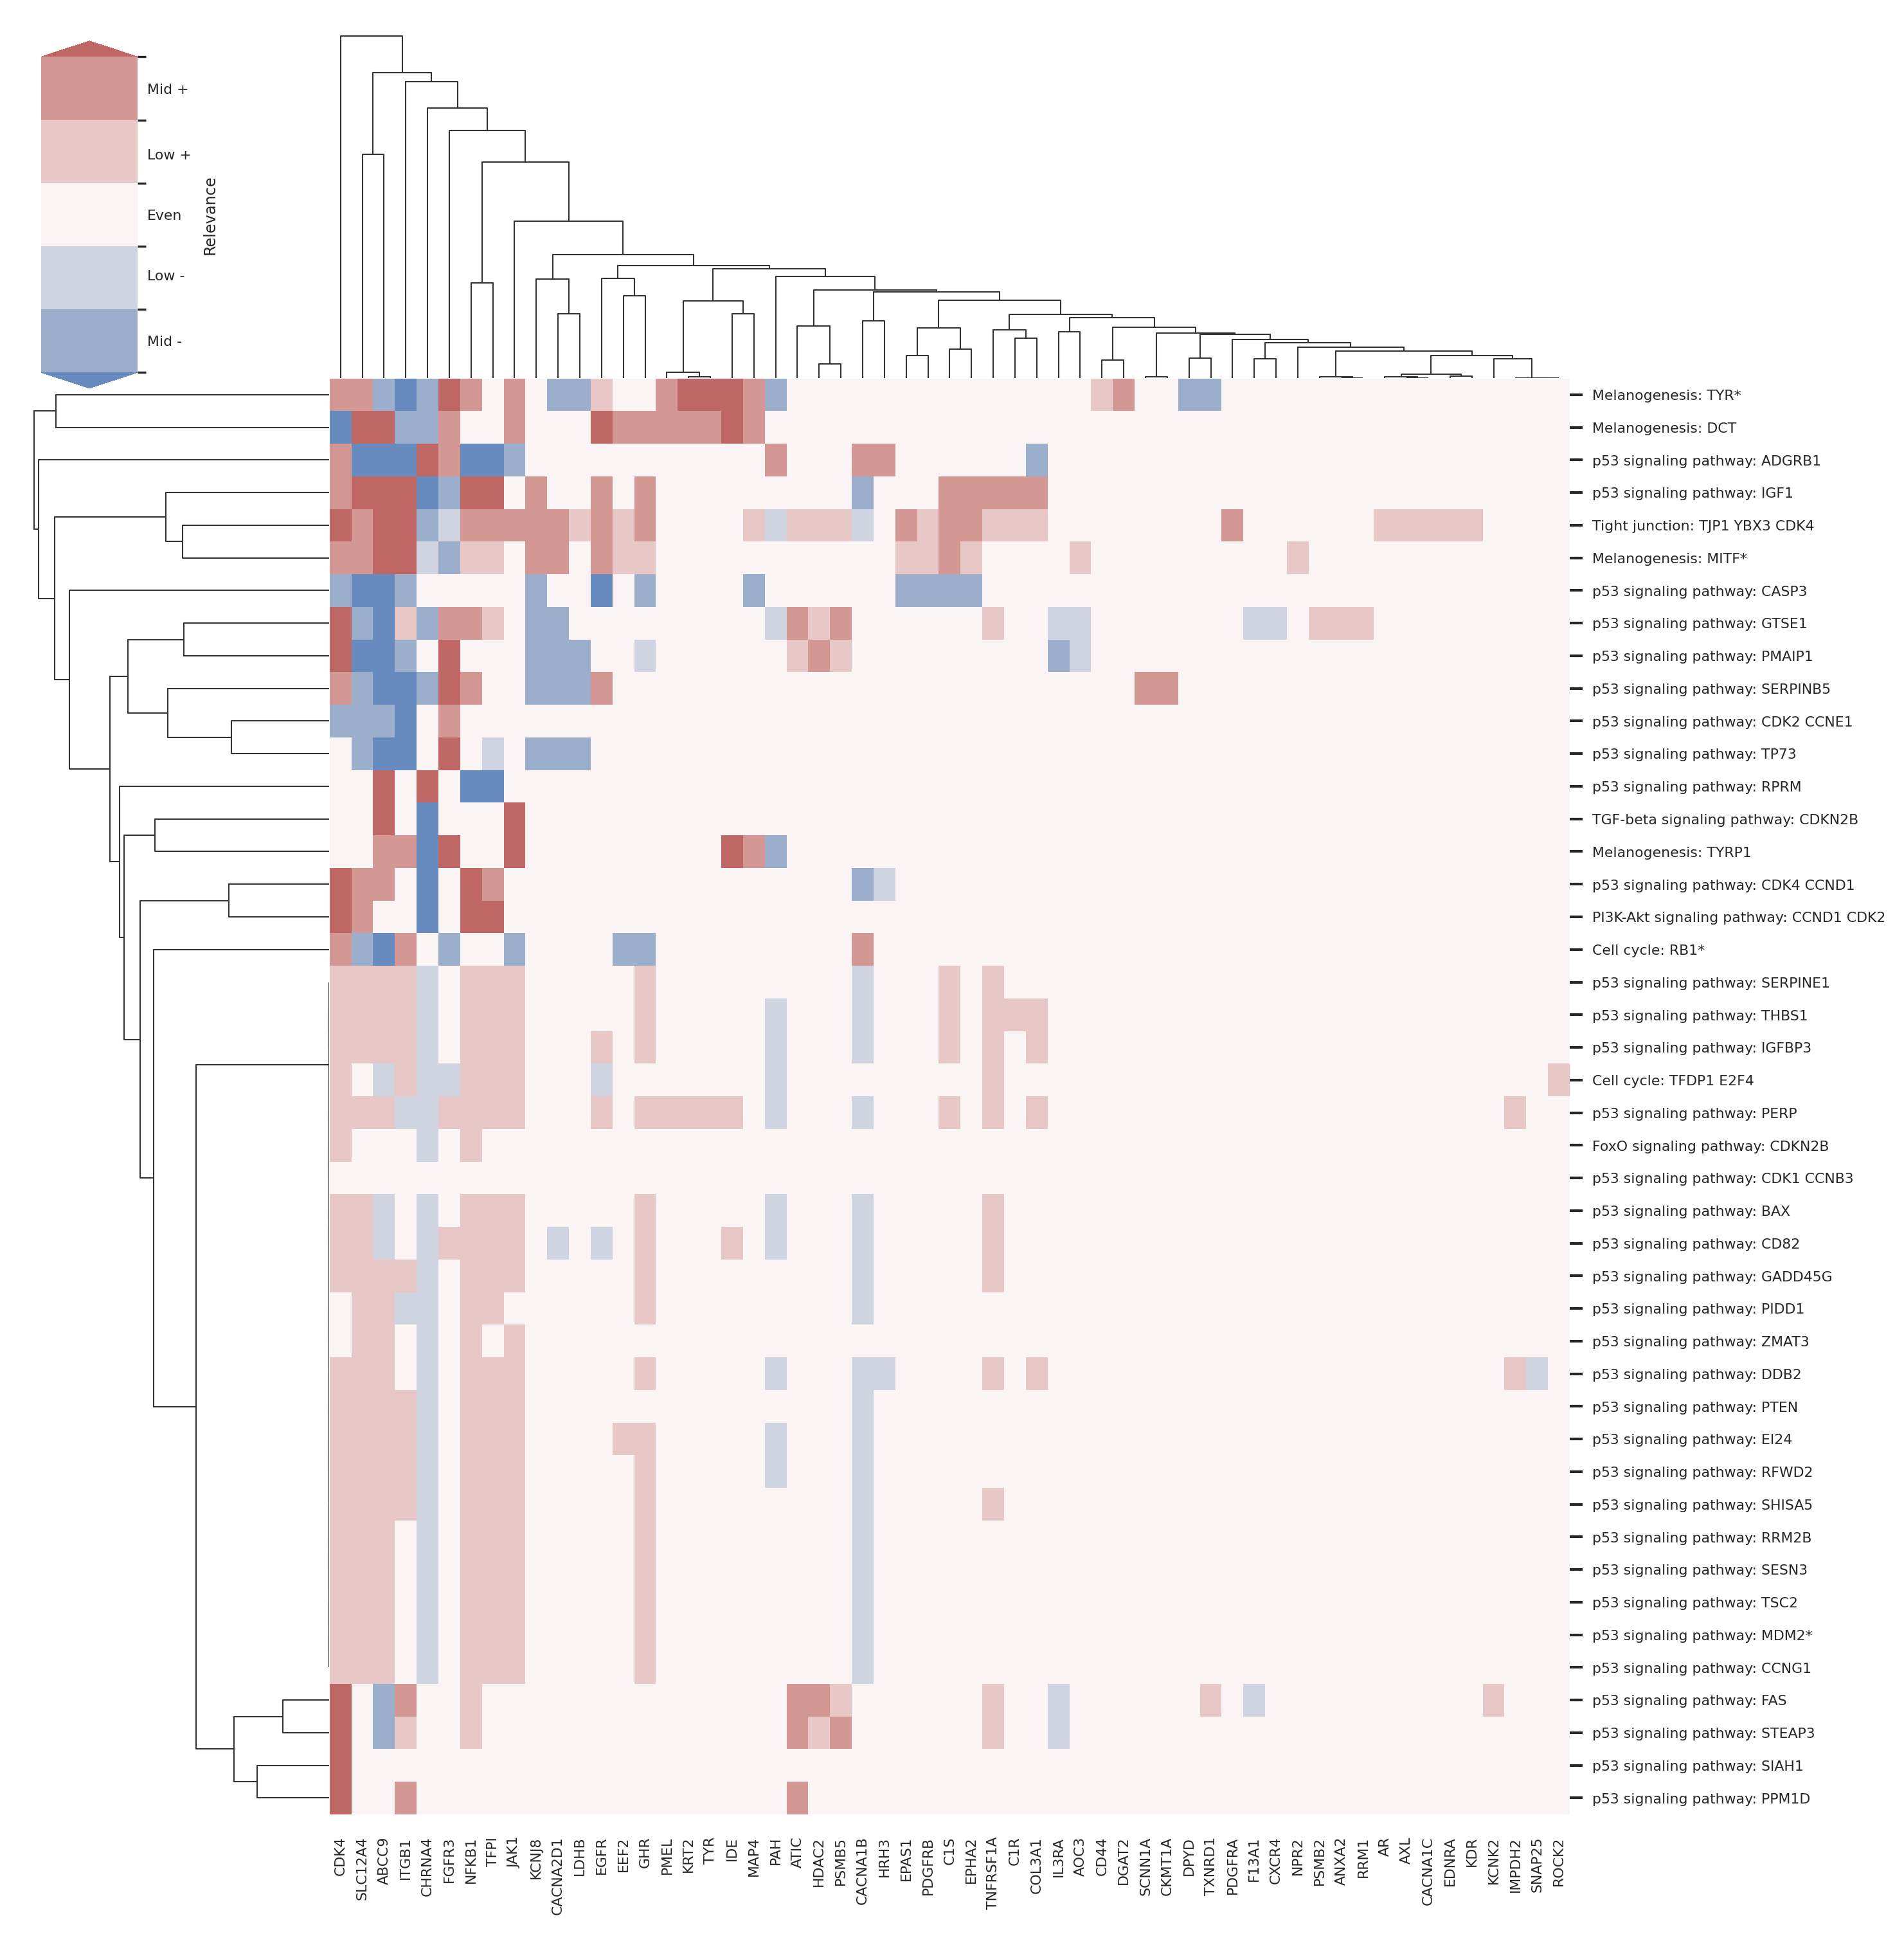 Mid +
Low +
Even
Low -
Mid -
Relevance
Melanogenesis: TYR*
Melanogenesis: DCT
p53 signaling pathway: ADGRB1
p53 signaling pathway: IGF1
Tight junction: TJP1 YBX3 CDK4
Melanogenesis: MITF*
p53 signaling pathway: CASP3
p53 signaling pathway: GTSE1
p53 signaling pathway: PMAIP1
p53 signaling pathway: SERPINB5
p53 signaling pathway: CDK2 CCNE1
p53 signaling pathway: TP73
p53 signaling pathway: RPRM
TGF-beta signaling pathway: CDKN2B
Melanogenesis: TYRP1
p53 signaling pathway: CDK4 CCND1
PI3K-Akt signaling pathway: CCND1 CDK2
Cell cycle: RB1*
p53 signaling pathway: SERPINE1
p53 signaling pathway: THBS1
p53 signaling pathway: IGFBP3
Cell cycle: TFDP1 E2F4
p53 signaling pathway: PERP
FoxO signaling pathway: CDKN2B
p53 signaling pathway: CDK1 CCNB3
p53 signaling pathway: BAX
p53 signaling pathway: CD82
p53 signaling pathway: GADD45G
p53 signaling pathway: PIDD1
p53 signaling pathway: ZMAT3
p53 signaling pathway: DDB2
p53 signaling pathway: PTEN
p53 signaling pathway: EI24
p53 signaling pathway: RFWD2
p53 signaling pathway: SHISA5
p53 signaling pathway: RRM2B
p53 signaling pathway: SESN3
p53 signaling pathway: TSC2
p53 signaling pathway: MDM2*
p53 signaling pathway: CCNG1
p53 signaling pathway: FAS
p53 signaling pathway: STEAP3
p53 signaling pathway: SIAH1
p53 signaling pathway: PPM1D
CDK4
SLC12A4
ABCC9
ITGB1
CHRNA4
FGFR3
NFKB1
TFPI
JAK1
KCNJ8
CACNA2D1
LDHB
EGFR
EEF2
GHR
PMEL
KRT2
TYR
IDE
MAP4
PAH
ATIC
HDAC2
PSMB5
CACNA1B
HRH3
EPAS1
PDGFRB
C1S
EPHA2
TNFRSF1A
C1R
COL3A1
IL3RA
AOC3
CD44
DGAT2
SCNN1A
CKMT1A
DPYD
TXNRD1
PDGFRA
F13A1
CXCR4
NPR2
PSMB2
ANXA2
RRM1
AR
AXL
CACNA1C
EDNRA
KDR
KCNK2
IMPDH2
SNAP25
ROCK2